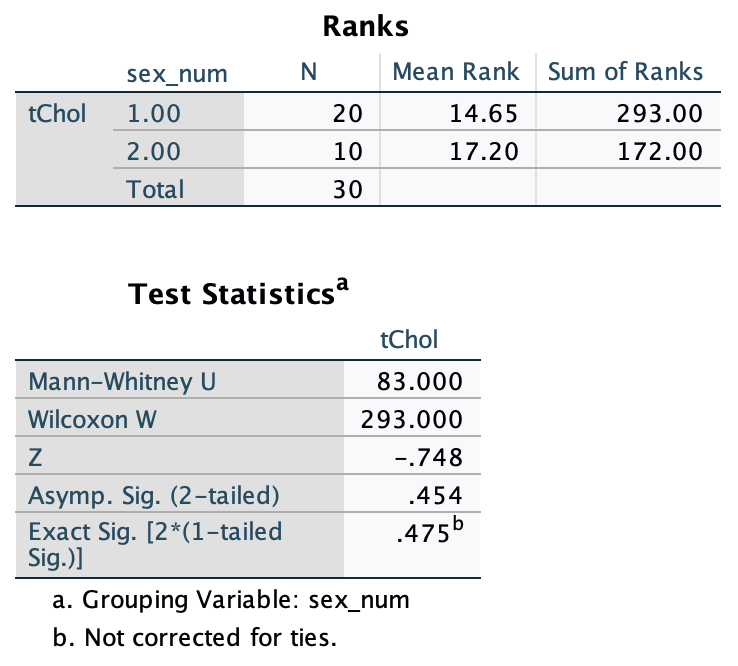 Ranks
sex_num N Mean Rank Sum of Ranks
tChol 1.00 20 14.65 293.00
2.00 10 17.20 172.00
Total 30
Test Statisticsᵃ
tChol
Mann–Whitney U 83.000
Wilcoxon W 293.000
Z –.748
Asymp. Sig. (2–tailed) .454
Exact Sig. [2*(1–tailed .475ᵇ
Sig.)]
a. Grouping Variable: sex_num
b. Not corrected for ties.